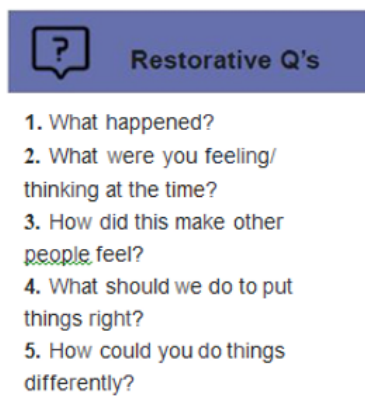 ?
Restorative Q's
1. What happened?
2. What were you feeling/
thinking at the time?
3. How did this make other
people feel?
4. What should we do to put
things right?
5. How could you do things
differently?